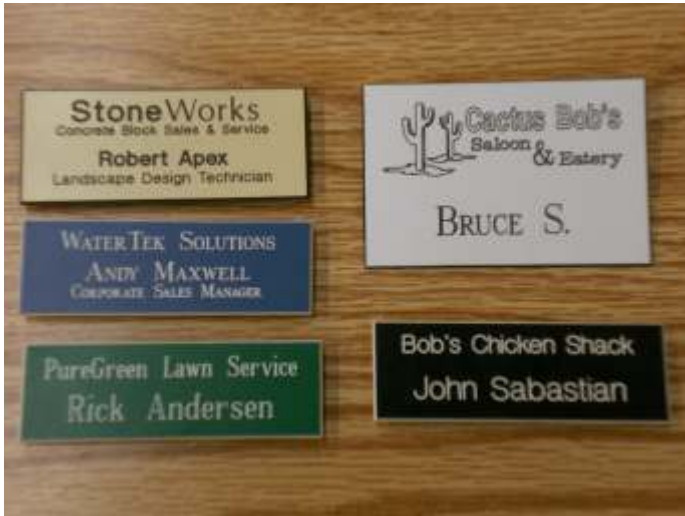 StoneWorks
Concrete Block Sales & Service
Robert Apex
Landscape Design Technician
WATERTEK SOLUTIONS
ANDY MAXWELL
CORPORATE SALES MANAGER
PureGreen Lawn Service
Rick Andersen
Cactus Bob's
Saloon & Eatery
BRUCE S.
Bob's Chicken Shack
John Sabastian